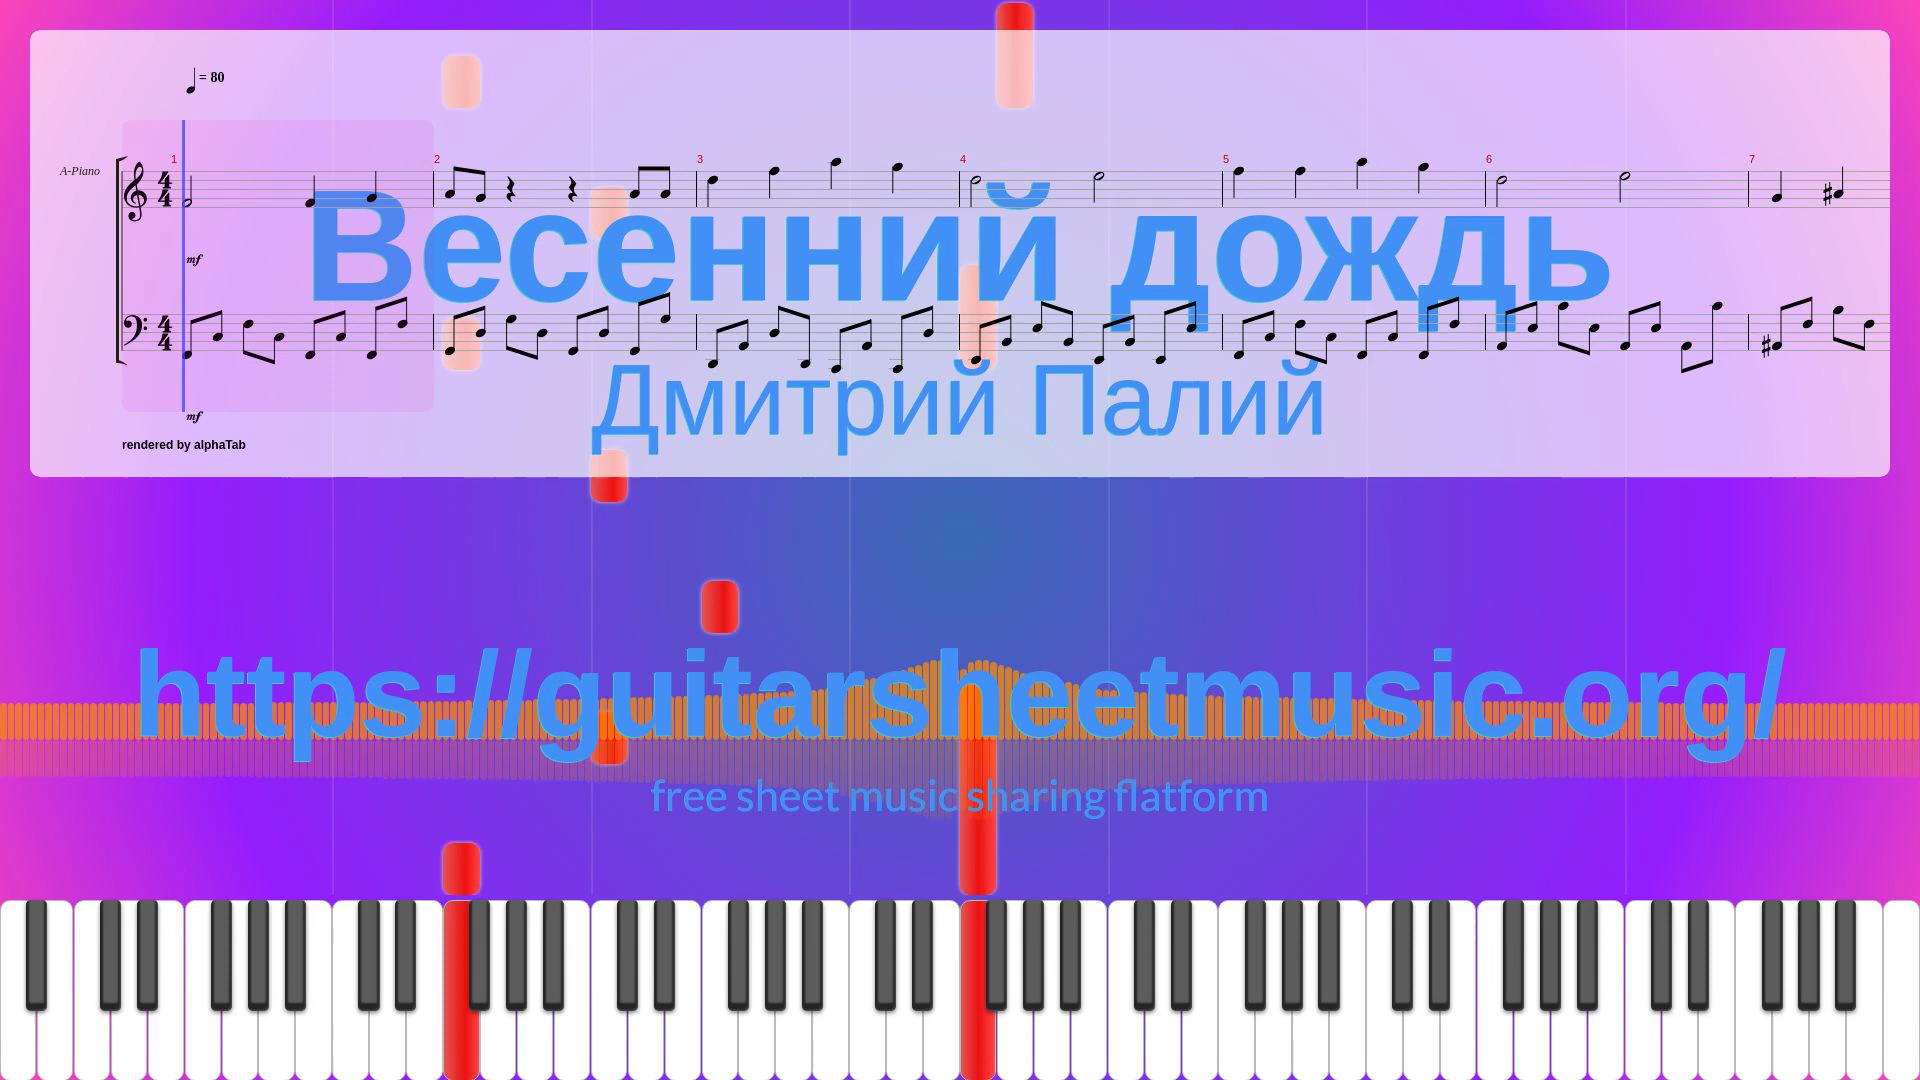 = 80
1 2 3 4 5 6 7
A-Piano
Весенний дождь
mf
Дмитрий Палий
mf
rendered by alphaTab
https://guitarsheetmusic.org/
free sheet music sharing flatform